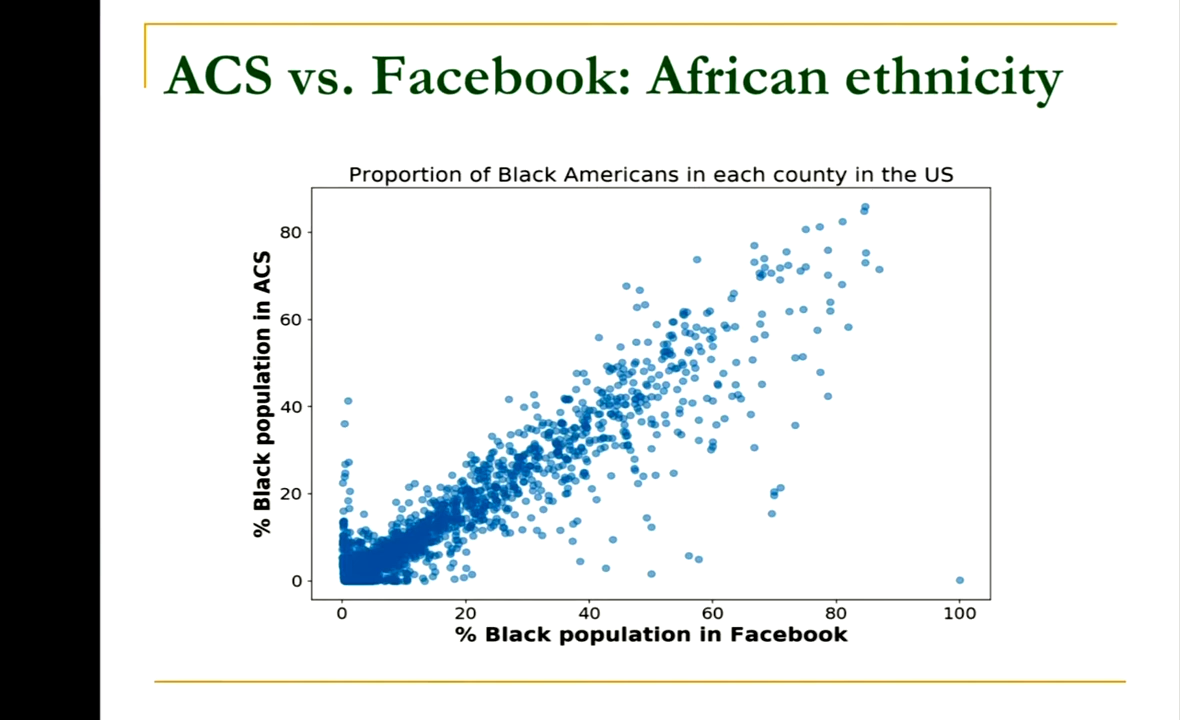 ACS vs. Facebook: African ethnicity
Proportion of Black Americans in each county in the US
% Black population in ACS
80
60
40
20
0
0 20 40 60 80 100
% Black population in Facebook